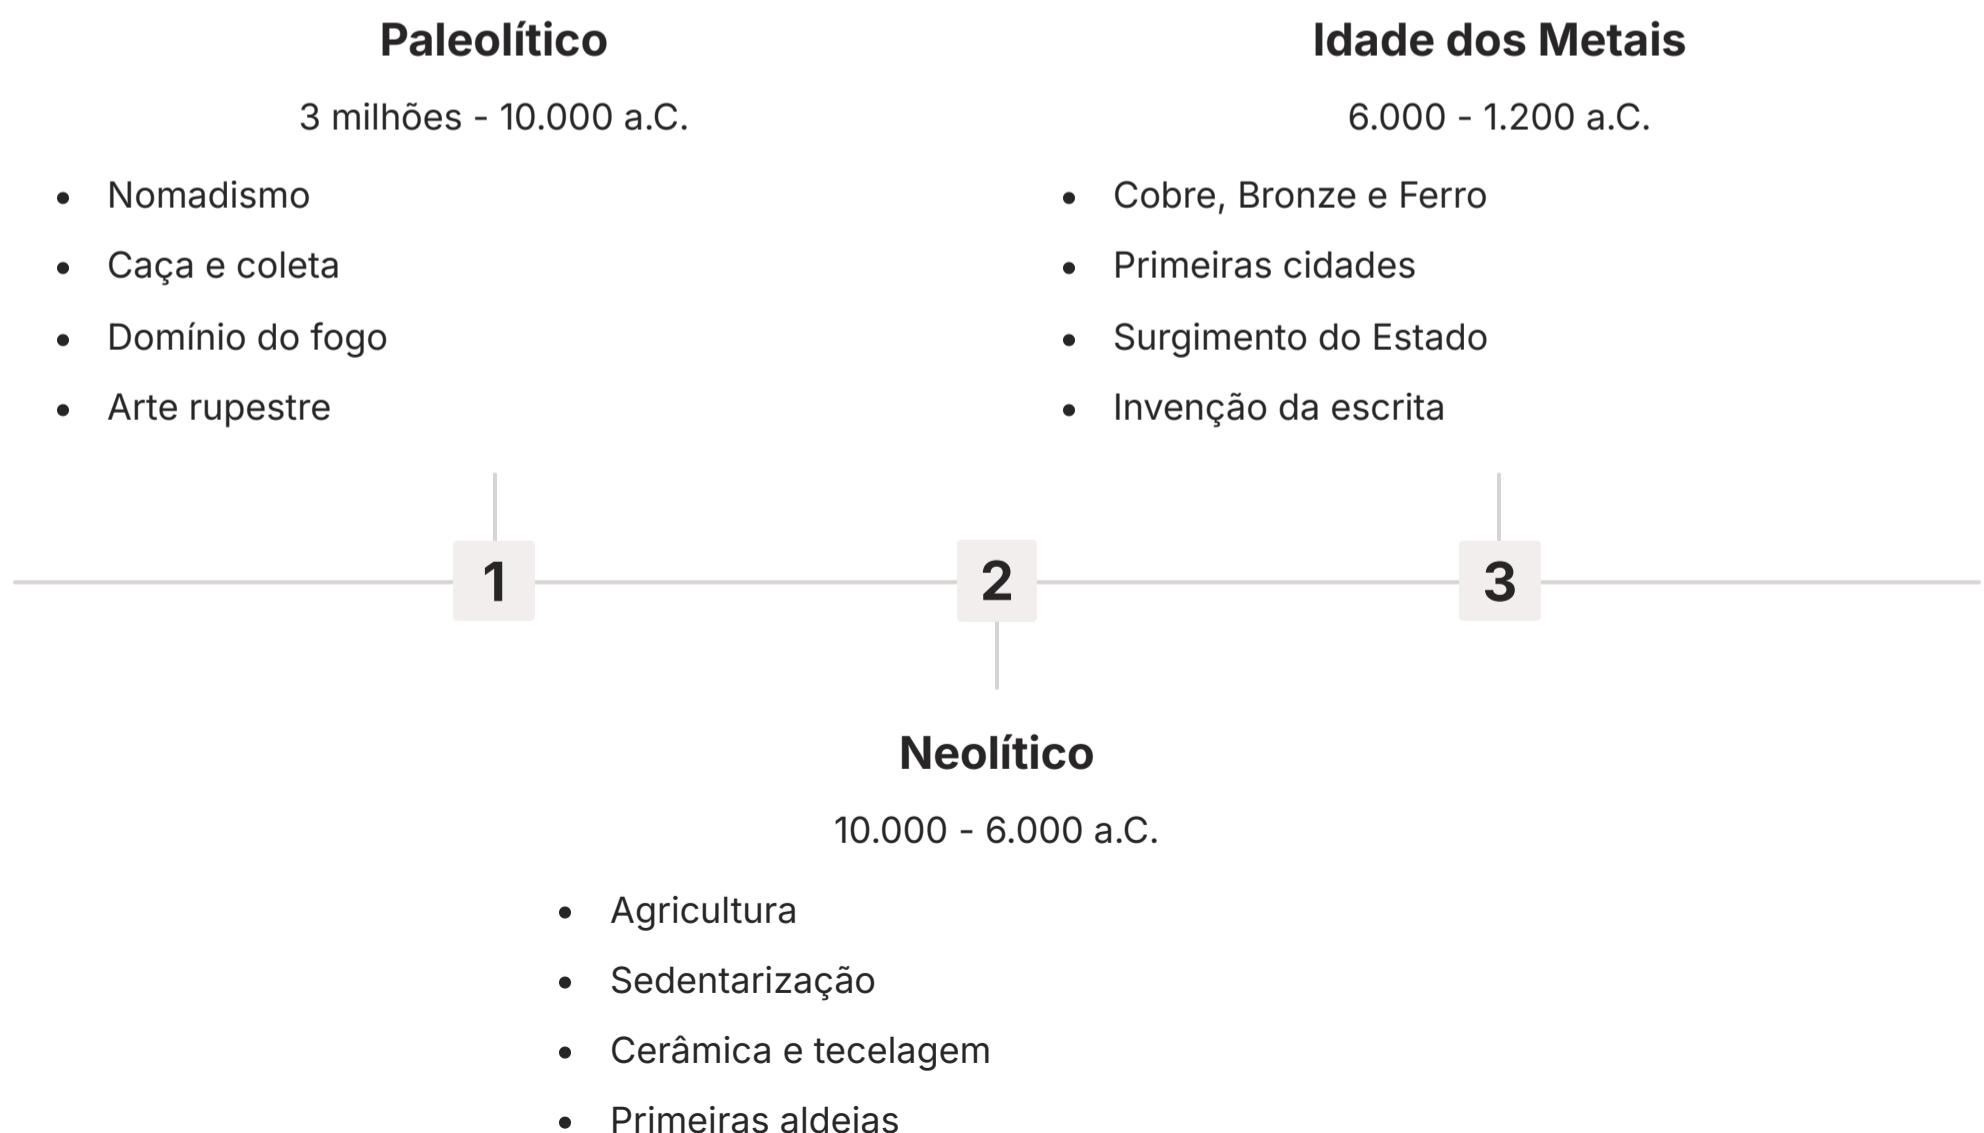 Paleolítico
3 milhões - 10.000 a.C.
• Nomadismo
• Caça e coleta
• Domínio do fogo
• Arte rupestre
Idade dos Metais
6.000 - 1.200 a.C.
• Cobre, Bronze e Ferro
• Primeiras cidades
• Surgimento do Estado
• Invenção da escrita
1
2
3
Neolítico
10.000 - 6.000 a.C.
• Agricultura
• Sedentarização
• Cerâmica e tecelagem
• Primeiras aldeias